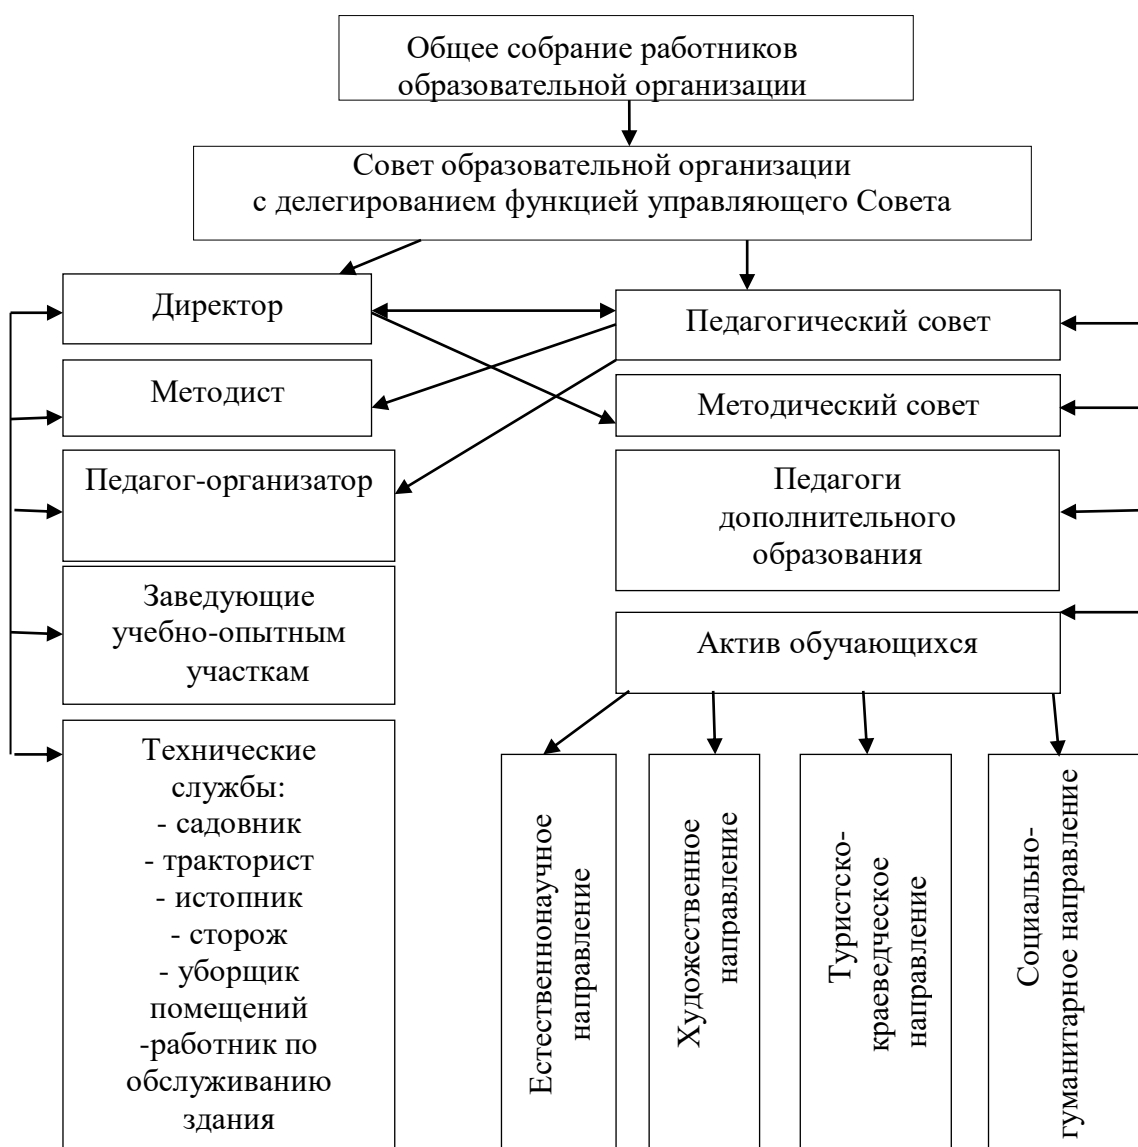 Общее собрание работников
образовательной организации
Совет образовательной организации
с делегированием функцией управляющего Совета
Директор
Педагогический совет
Методист
Методический совет
Педагог-организатор
Педагоги
дополнительного
образования
Заведующие
учебно-опытным
участкам
Актив обучающихся
Технические
службы:
- садовник
- тракторист
- истопник
- сторож
- уборщик
помещений
-работник по
обслуживанию
здания
Естественнонаучное
направление
Художественное
направление
Туристско-
краеведческое
направление
Социально-
гуманитарное направление